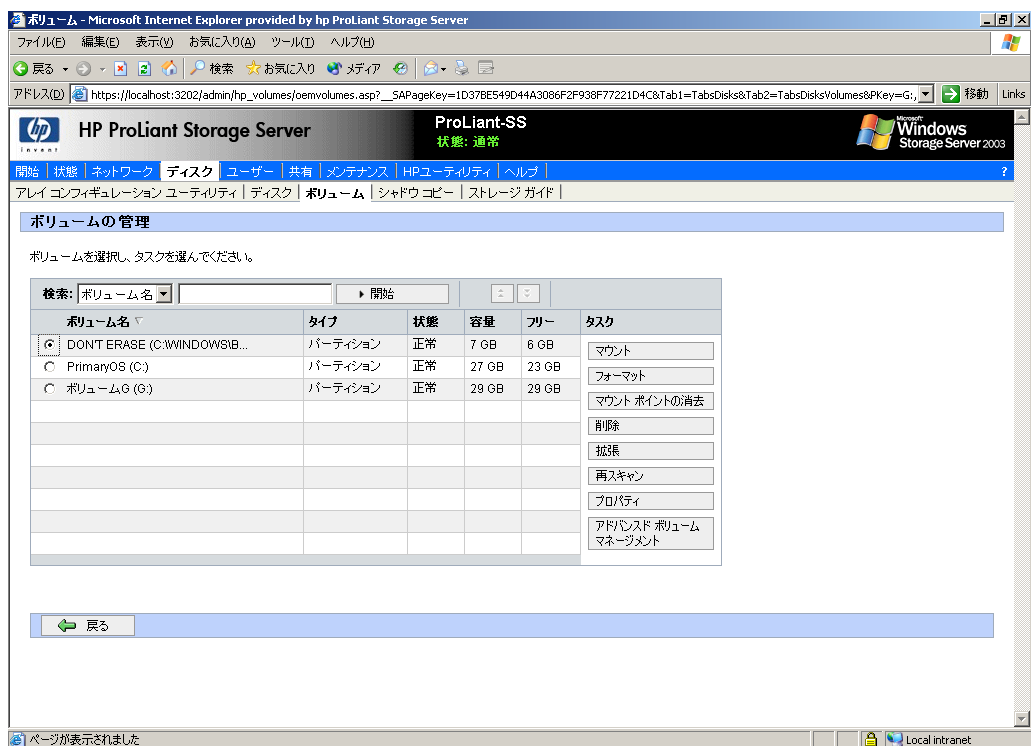 ボリューム - Microsoft Internet Explorer provided by hp ProLiant Storage Server
ファイル(F) 編集(E) 表示(V) お気に入り(A) ツール(T) ヘルプ(H)
戻る 検索 お気に入り メディア
アドレス(D) https://localhost:3202/admin/hp_volumes/oemvolumes.asp?__SAPageKey=1D37BE549D44A3086F2F938F77221D4C&Tab1=TabsDisks&Tab2=TabsDisksVolumes&PKey=G:, 移動 Links
hp invent HP ProLiant Storage Server
ProLiant-SS
状態: 通常
Microsoft Windows Storage Server 2003
開始 状態 ネットワーク ディスク ユーザー 共有 メンテナンス HPユーティリティ ヘルプ ?
アレイ コンフィギュレーション ユーティリティ ディスク ボリューム シャドウ コピー ストレージ ガイド
ボリュームの管理
ボリュームを選択し、タスクを選んでください。
検索: ボリューム名 開始
ボリューム名 タイプ 状態 容量 フリー タスク
DON'T ERASE (C:\WINDOWS\B... パーティション 正常 7 GB 6 GB
PrimaryOS (C:) パーティション 正常 27 GB 23 GB
ボリュームG (G:) パーティション 正常 29 GB 29 GB
マウント
フォーマット
マウント ポイントの消去
削除
拡張
再スキャン
プロパティ
アドバンスド ボリューム
マネージメント
戻る
ページが表示されました Local intranet